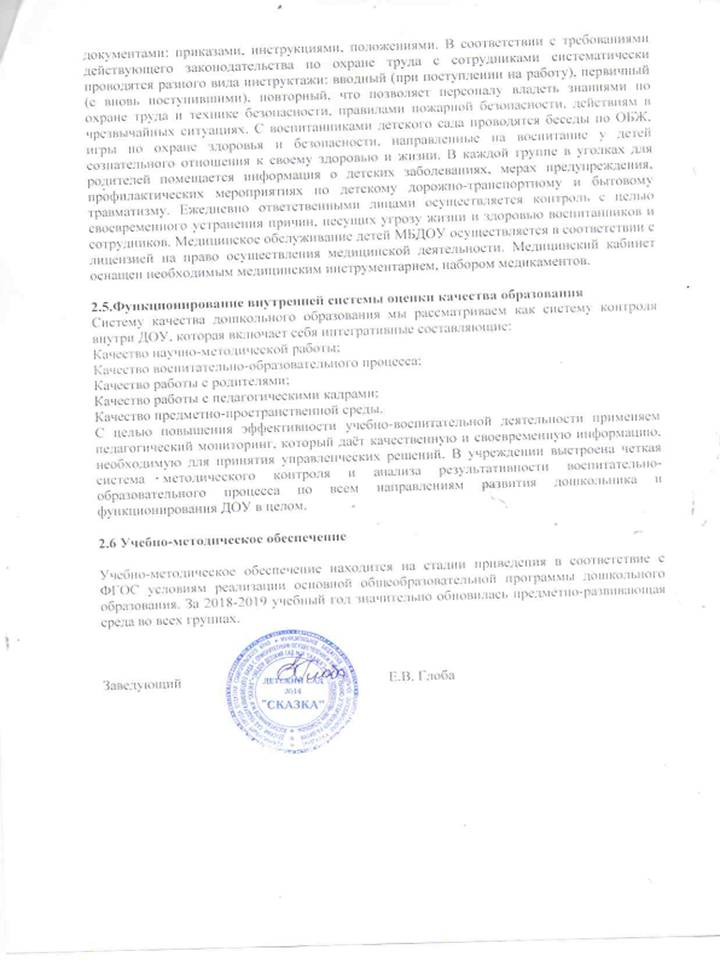 документами: приказами, инструкциями, положениями. В соответствии с требованиями
действующего законодательства по охране труда с сотрудниками систематически
проводятся разного вида инструктажи: вводный (при поступлении на работу), первичный
(с вновь поступившими), повторный, что позволяет персоналу владеть знаниями по
охране труда и технике безопасности, правилами пожарной безопасности, действиям в
чрезвычайных ситуациях. С воспитанниками детского сада проводятся беседы по ОБЖ,
игры по охране здоровья и безопасности, направленные на воспитание у детей
сознательного отношения к своему здоровью и жизни. В каждой группе в уголках для
родителей помещается информация о детских заболеваниях, мерах предупреждения,
профилактических мероприятиях по детскому дорожно-транспортному и бытовому
травматизму. Ежедневно ответственными лицами осуществляется контроль с целью
своевременного устранения причин, несущих угрозу жизни и здоровью воспитанников и
сотрудников. Медицинское обслуживание детей МБДОУ осуществляется в соответствии с
лицензией на право осуществления медицинской деятельности. Медицинский кабинет
оснащен необходимым медицинским инструментарием, набором медикаментов.
2.5.Функционирование внутренней системы оценки качества образования
Систему качества дошкольного образования мы рассматриваем как систему контроля
внутри ДОУ, которая включает себя интегративные составляющие:
Качество научно-методической работы;
Качество воспитательно-образовательного процесса;
Качество работы с родителями;
Качество работы с педагогическими кадрами;
Качество предметно-пространственной среды.
С целью повышения эффективности учебно-воспитательной деятельности применяем
педагогический мониторинг, который даёт качественную и своевременную информацию,
необходимую для принятия управленческих решений. В учреждении выстроена четкая
система методического контроля и анализа результативности воспитательно-
образовательного процесса по всем направлениям развития дошкольника и
функционирования ДОУ в целом.
2.6 Учебно-методическое обеспечение
Учебно-методическое обеспечение находится на стадии приведения в соответствие с
ФГОС условиям реализации основной общеобразовательной программы дошкольного
образования. За 2018-2019 учебный год значительно обновилась предметно-развивающая
среда во всех группах.
Заведующий Е.В. Глоба
ДЕТСКИЙ САД
№14
"СКАЗКА"